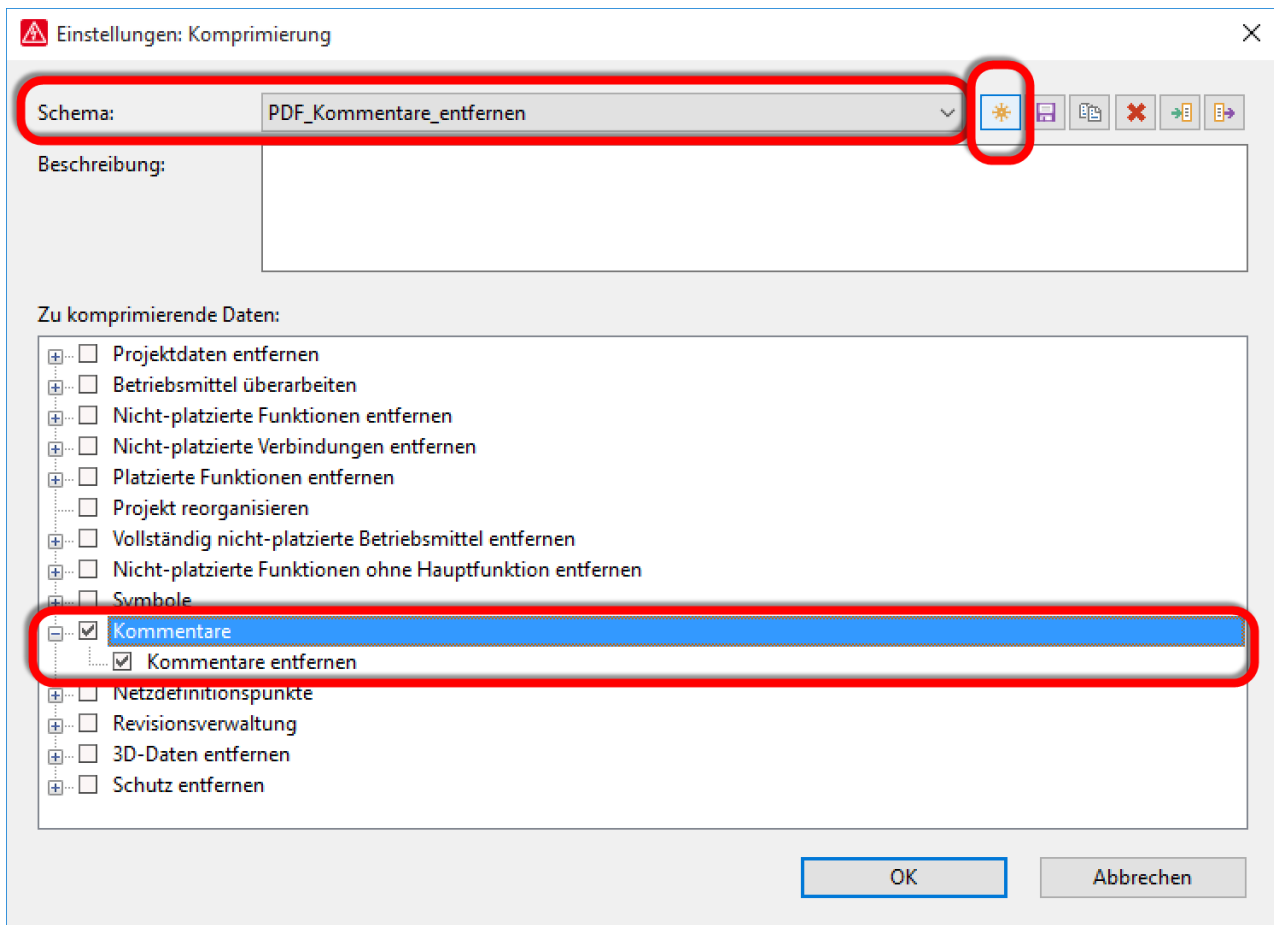 Einstellungen: Komprimierung
Schema: PDF_Kommentare_entfernen
Beschreibung:
Zu komprimierende Daten:
Projektdaten entfernen
Betriebsmittel überarbeiten
Nicht-platzierte Funktionen entfernen
Nicht-platzierte Verbindungen entfernen
Platzierte Funktionen entfernen
Projekt reorganisieren
Vollständig nicht-platzierte Betriebsmittel entfernen
Nicht-platzierte Funktionen ohne Hauptfunktion entfernen
Symbole
Kommentare
Kommentare entfernen
Netzdefinitionspunkte
Revisionsverwaltung
3D-Daten entfernen
Schutz entfernen
OK Abbrechen